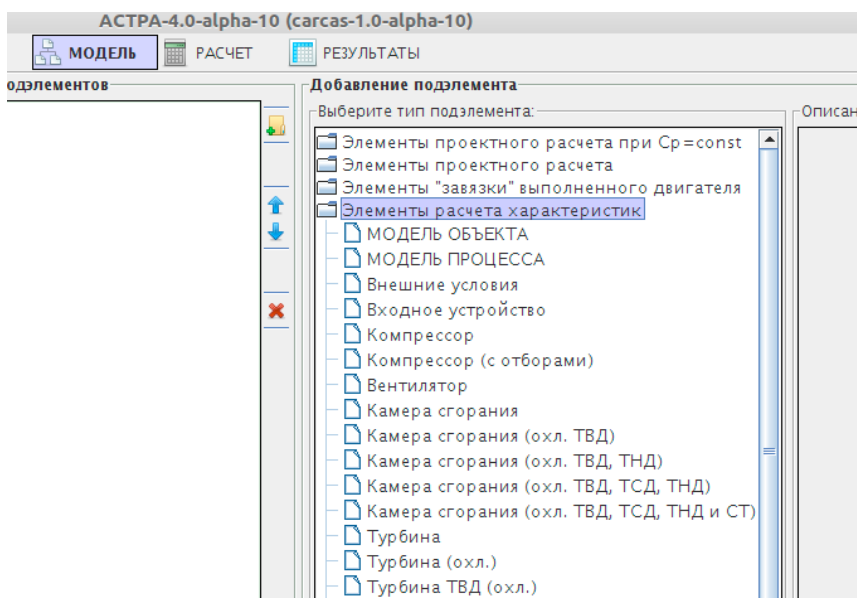 АСТРА-4.0-alpha-10 (carcas-1.0-alpha-10)
МОДЕЛЬ РАСЧЕТ РЕЗУЛЬТАТЫ
Добавление подэлемента
Выберите тип подэлемента:
Элементы проектного расчета при Cp=const
Элементы проектного расчета
Элементы "завязки" выполненного двигателя
Элементы расчета характеристик
МОДЕЛЬ ОБЪЕКТА
МОДЕЛЬ ПРОЦЕССА
Внешние условия
Входное устройство
Компрессор
Компрессор (с отборами)
Вентилятор
Камера сгорания
Камера сгорания (охл. ТВД)
Камера сгорания (охл. ТВД, ТНД)
Камера сгорания (охл. ТВД, ТСД, ТНД)
Камера сгорания (охл. ТВД, ТСД, ТНД и СТ)
Турбина
Турбина (охл.)
Турбина ТВД (охл.)